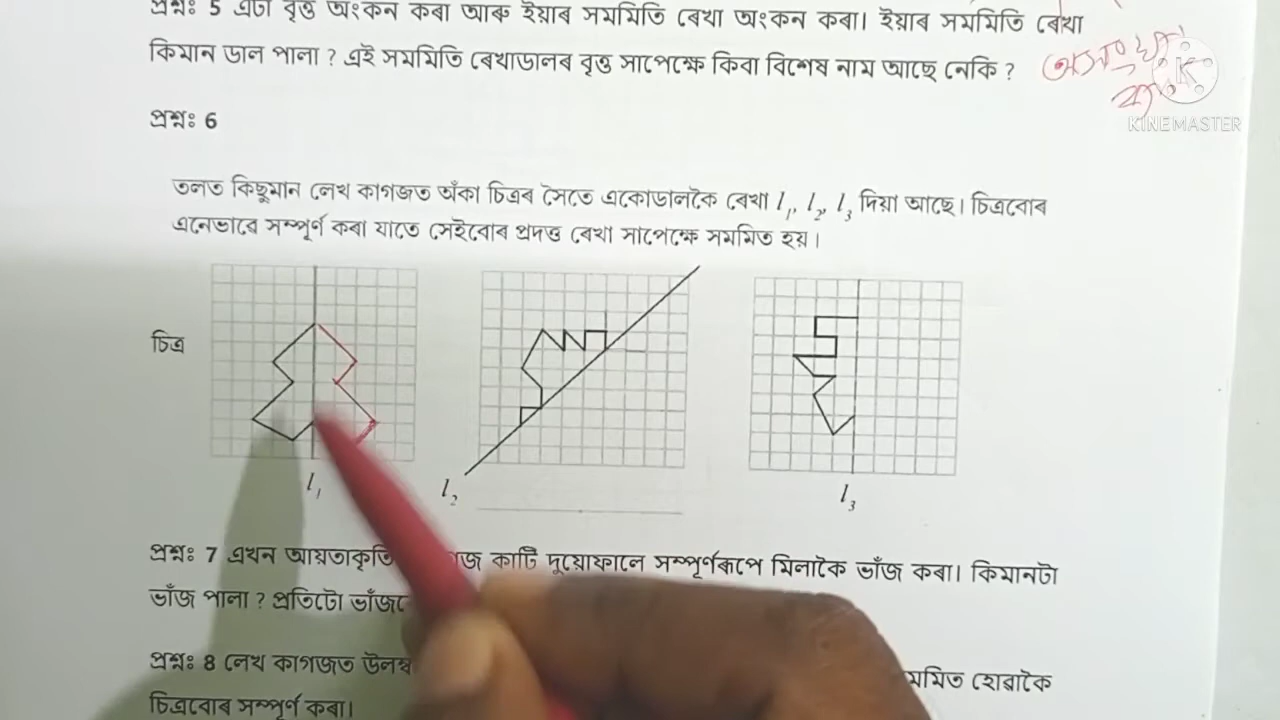 প্ৰশ্নঃ 5 এটা বৃত্ত অংকন কৰা আৰু ইয়াৰ সমমিতি ৰেখা অংকন কৰা। ইয়াৰ সমমিতি ৰেখা
কিমান ডাল পালা ? এই সমমিতি ৰেখাডালৰ বৃত্ত সাপেক্ষে কিবা বিশেষ নাম আছে নেকি ?
K
KINEMASTER
প্ৰশ্নঃ 6
তলত কিছুমান লেখ কাগজত অঁকা চিত্ৰৰ সৈতে একোডালকৈ ৰেখা l₁, l₂, l₃ দিয়া আছে। চিত্ৰবোৰ
এনেভাৱে সম্পূৰ্ণ কৰা যাতে সেইবোৰ প্ৰদত্ত ৰেখা সাপেক্ষে সমমিত হয়।
চিত্ৰ
l₁ l₂ l₃
প্ৰশ্নঃ 7 এখন আয়তাকৃতি কাটি দুয়োফালে সম্পূৰ্ণৰূপে মিলাকৈ ভাঁজ কৰা। কিমানটা
ভাঁজ পালা ? প্ৰতিটো
প্ৰশ্নঃ 8 লেখ কাগজত হোৱাকৈ
চিত্ৰবোৰ সম্পূৰ্ণ কৰা।